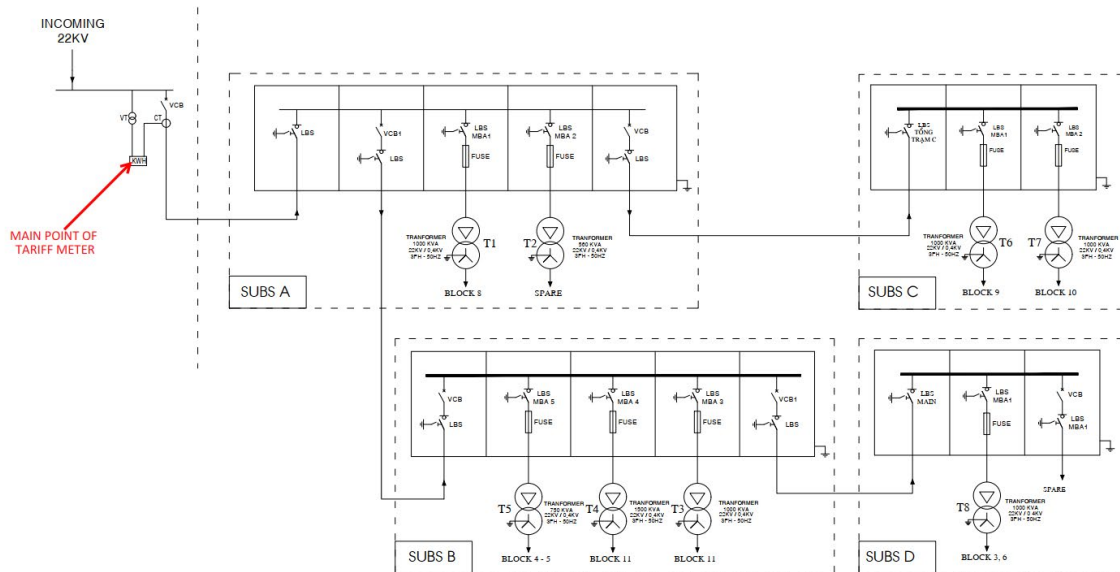 INCOMING
22KV
VCB
VT
CT
KWH
MAIN POINT OF
TARIFF METER
LBS
VCB1
LBS
LBS
MBA1
FUSE
LBS
MBA 2
FUSE
VCB
LBS
TRANFORMER
1000 KVA
22KV / 0,4KV
3PH - 50HZ
T1
BLOCK 8
T2
TRANFORMER
560 KVA
22KV / 0,4KV
3PH - 50HZ
SPARE
SUBS A
LBS
TỔNG
TRẠM C
LBS
MBA1
FUSE
LBS
MBA 2
FUSE
TRANFORMER
1000 KVA
22KV / 0,4KV
3PH - 50HZ
T6
BLOCK 9
T7
TRANFORMER
1000 KVA
22KV / 0,4KV
3PH - 50HZ
BLOCK 10
SUBS C
VCB
LBS
LBS
MBA 5
FUSE
LBS
MBA 4
FUSE
LBS
MBA 3
FUSE
VCB1
LBS
T5
TRANFORMER
750 KVA
22KV / 0,4KV
3PH - 50HZ
BLOCK 4 - 5
T4
TRANFORMER
1500 KVA
22KV / 0,4KV
3PH - 50HZ
BLOCK 11
T3
TRANFORMER
1000 KVA
22KV / 0,4KV
3PH - 50HZ
BLOCK 11
SUBS B
LBS
MAIN
LBS
MBA1
FUSE
VCB
LBS
MBA1
SPARE
T8
TRANFORMER
1000 KVA
22KV / 0,4KV
3PH - 50HZ
BLOCK 3, 6
SUBS D